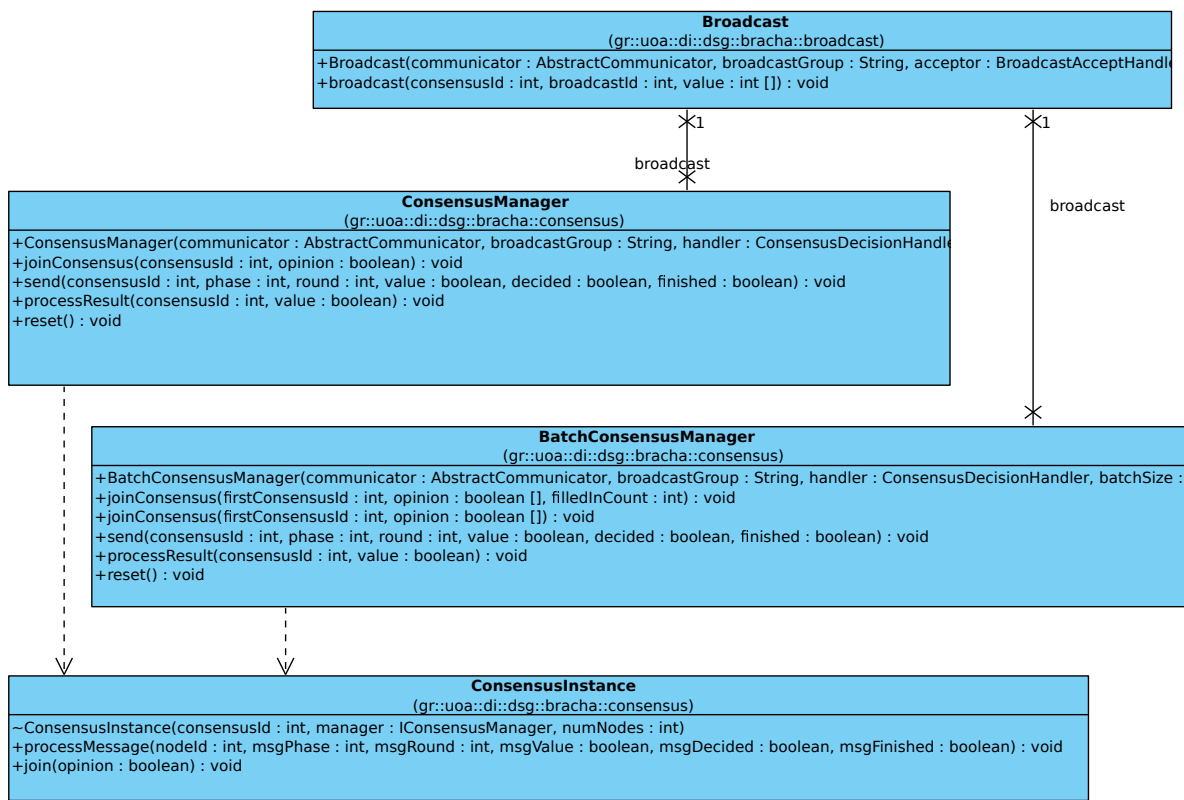 Broadcast
(gr::uoa::di::dsg::bracha::broadcast)
+Broadcast(communicator : AbstractCommunicator, broadcastGroup : String, acceptor : BroadcastAcceptHandl
+broadcast(consensusId : int, broadcastId : int, value : int []) : void
1
1
broadcast
broadcast
ConsensusManager
(gr::uoa::di::dsg::bracha::consensus)
+ConsensusManager(communicator : AbstractCommunicator, broadcastGroup : String, handler : ConsensusDecisionHandl
+joinConsensus(consensusId : int, opinion : boolean) : void
+send(consensusId : int, phase : int, round : int, value : boolean, decided : boolean, finished : boolean) : void
+processResult(consensusId : int, value : boolean) : void
+reset() : void
BatchConsensusManager
(gr::uoa::di::dsg::bracha::consensus)
+BatchConsensusManager(communicator : AbstractCommunicator, broadcastGroup : String, handler : ConsensusDecisionHandler, batchSize :
+joinConsensus(firstConsensusId : int, opinion : boolean [], filledInCount : int) : void
+joinConsensus(firstConsensusId : int, opinion : boolean []) : void
+send(consensusId : int, phase : int, round : int, value : boolean, decided : boolean, finished : boolean) : void
+processResult(consensusId : int, value : boolean) : void
+reset() : void
ConsensusInstance
(gr::uoa::di::dsg::bracha::consensus)
~ConsensusInstance(consensusId : int, manager : IConsensusManager, numNodes : int)
+processMessage(nodeId : int, msgPhase : int, msgRound : int, msgValue : boolean, msgDecided : boolean, msgFinished : boolean) : void
+join(opinion : boolean) : void